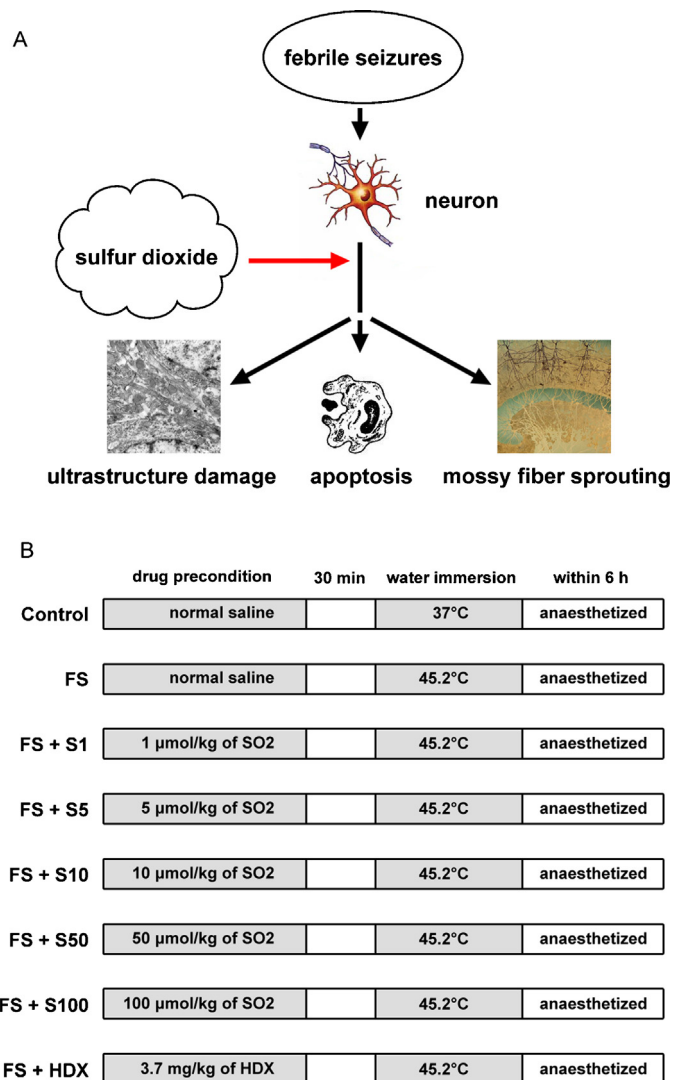 A
febrile seizures
neuron
sulfur dioxide
ultrastructure damage apoptosis mossy fiber sprouting
B
drug precondition 30 min water immersion within 6 h
Control normal saline 37°C anaesthetized
FS normal saline 45.2°C anaesthetized
FS + S1 1 µmol/kg of SO2 45.2°C anaesthetized
FS + S5 5 µmol/kg of SO2 45.2°C anaesthetized
FS + S10 10 µmol/kg of SO2 45.2°C anaesthetized
FS + S50 50 µmol/kg of SO2 45.2°C anaesthetized
FS + S100 100 µmol/kg of SO2 45.2°C anaesthetized
FS + HDX 3.7 mg/kg of HDX 45.2°C anaesthetized